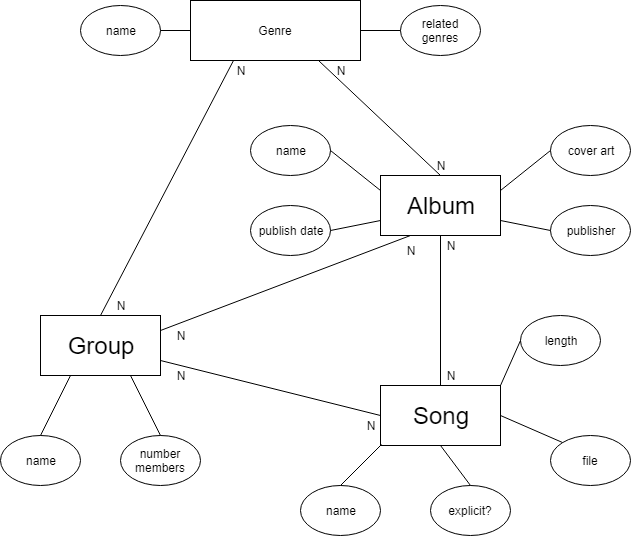 name
Genre
related
genres
N
N
name
cover art
N
Album
publish date
publisher
N
N
N
Group
N
length
N
N
Song
N
name
number
members
file
name
explicit?